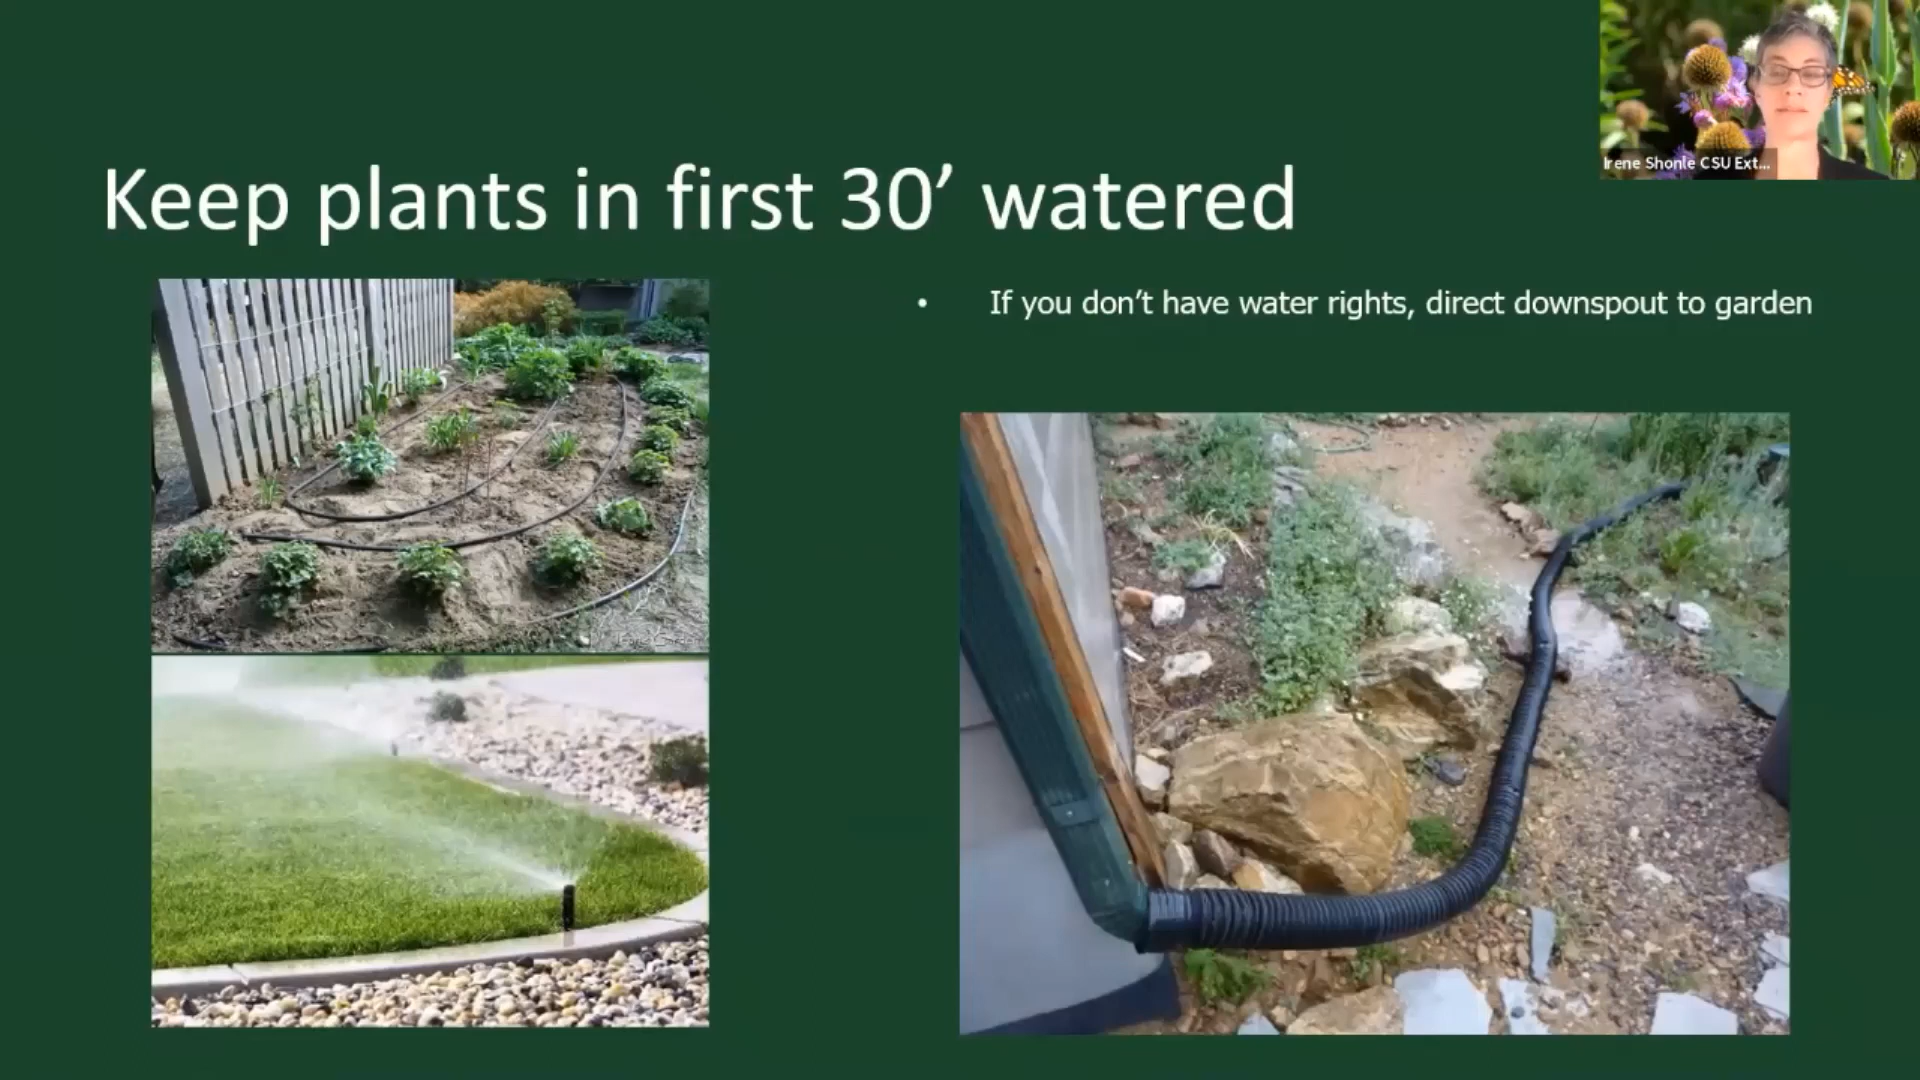 Irene Shonle CSU Ext...
Keep plants in first 30’ watered
• If you don’t have water rights, direct downspout to garden